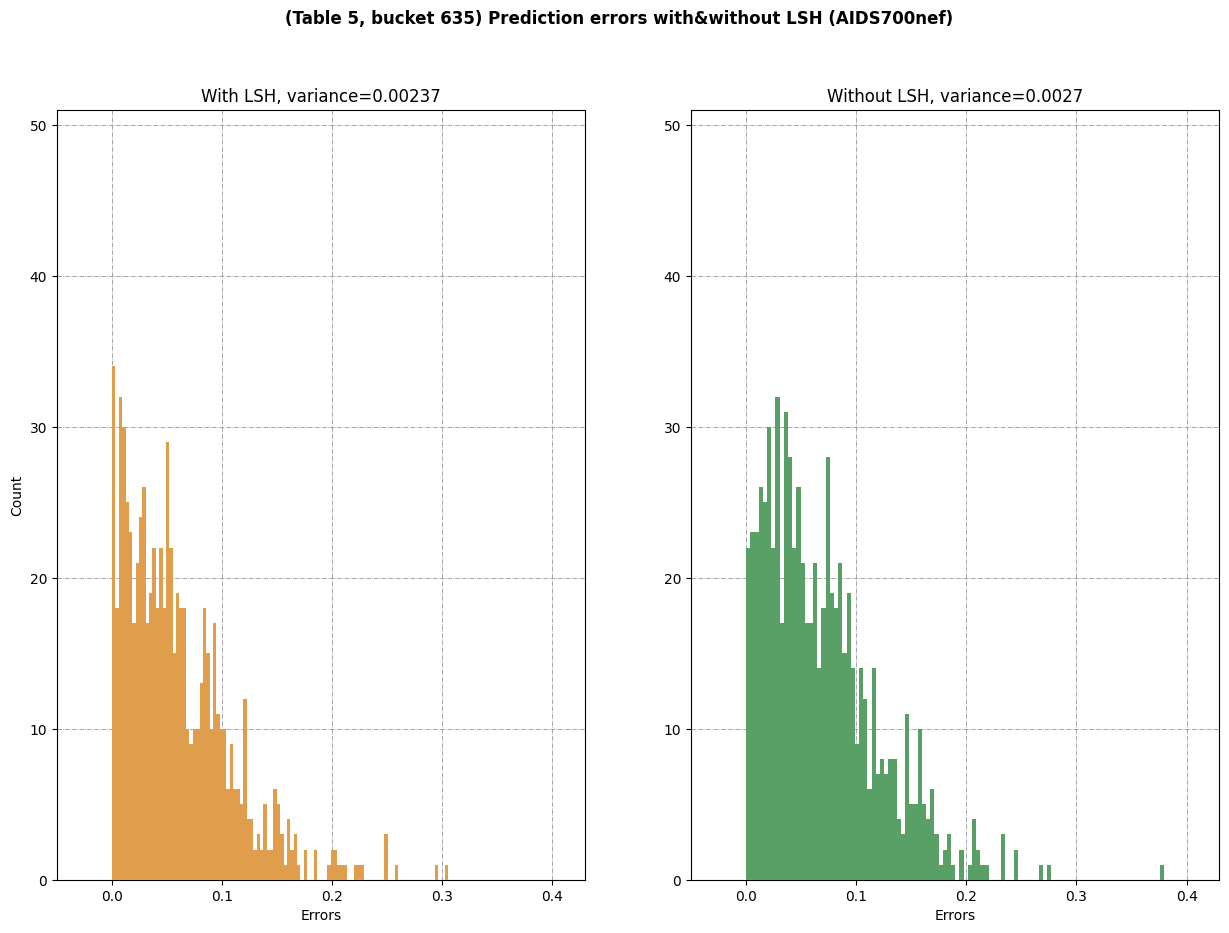 (Table 5, bucket 635) Prediction errors with&without LSH (AIDS700nef)
With LSH, variance=0.00237
50
40
30
20
10
0
Count
0.0 0.1 0.2 0.3 0.4
Errors
Without LSH, variance=0.0027
50
40
30
20
10
0
0.0 0.1 0.2 0.3 0.4
Errors